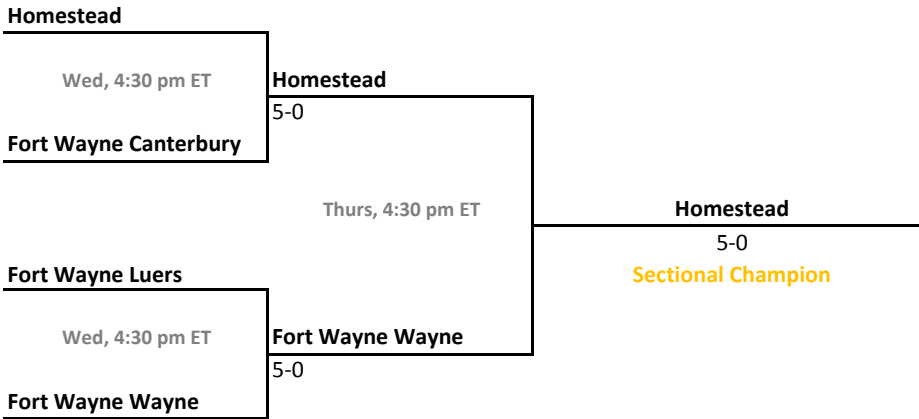 Homestead
Wed, 4:30 pm ET
Homestead
5-0
Fort Wayne Canterbury
Thurs, 4:30 pm ET
Homestead
5-0
Sectional Champion
Fort Wayne Luers
Wed, 4:30 pm ET
Fort Wayne Wayne
5-0
Fort Wayne Wayne